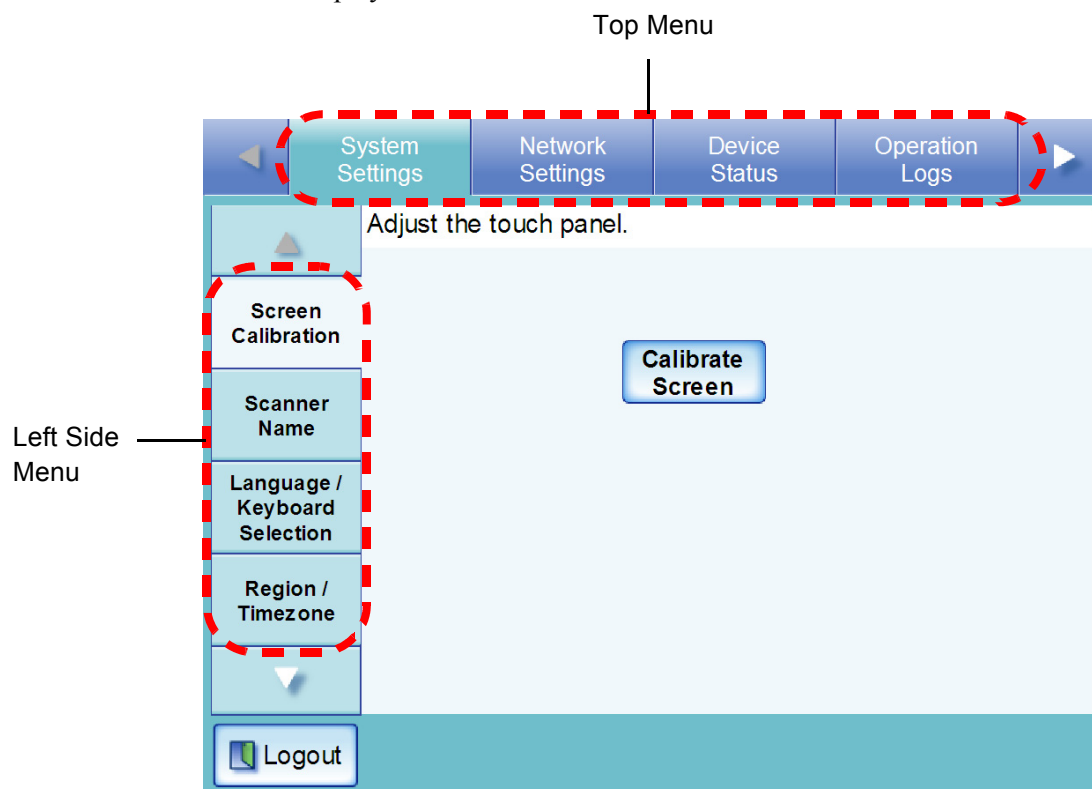 Top Menu
System
Settings
Network
Settings
Device
Status
Operation
Logs
Adjust the touch panel.
Screen
Calibration
Calibrate
Screen
Scanner
Name
Left Side
Menu
Language /
Keyboard
Selection
Region /
Timezone
Logout